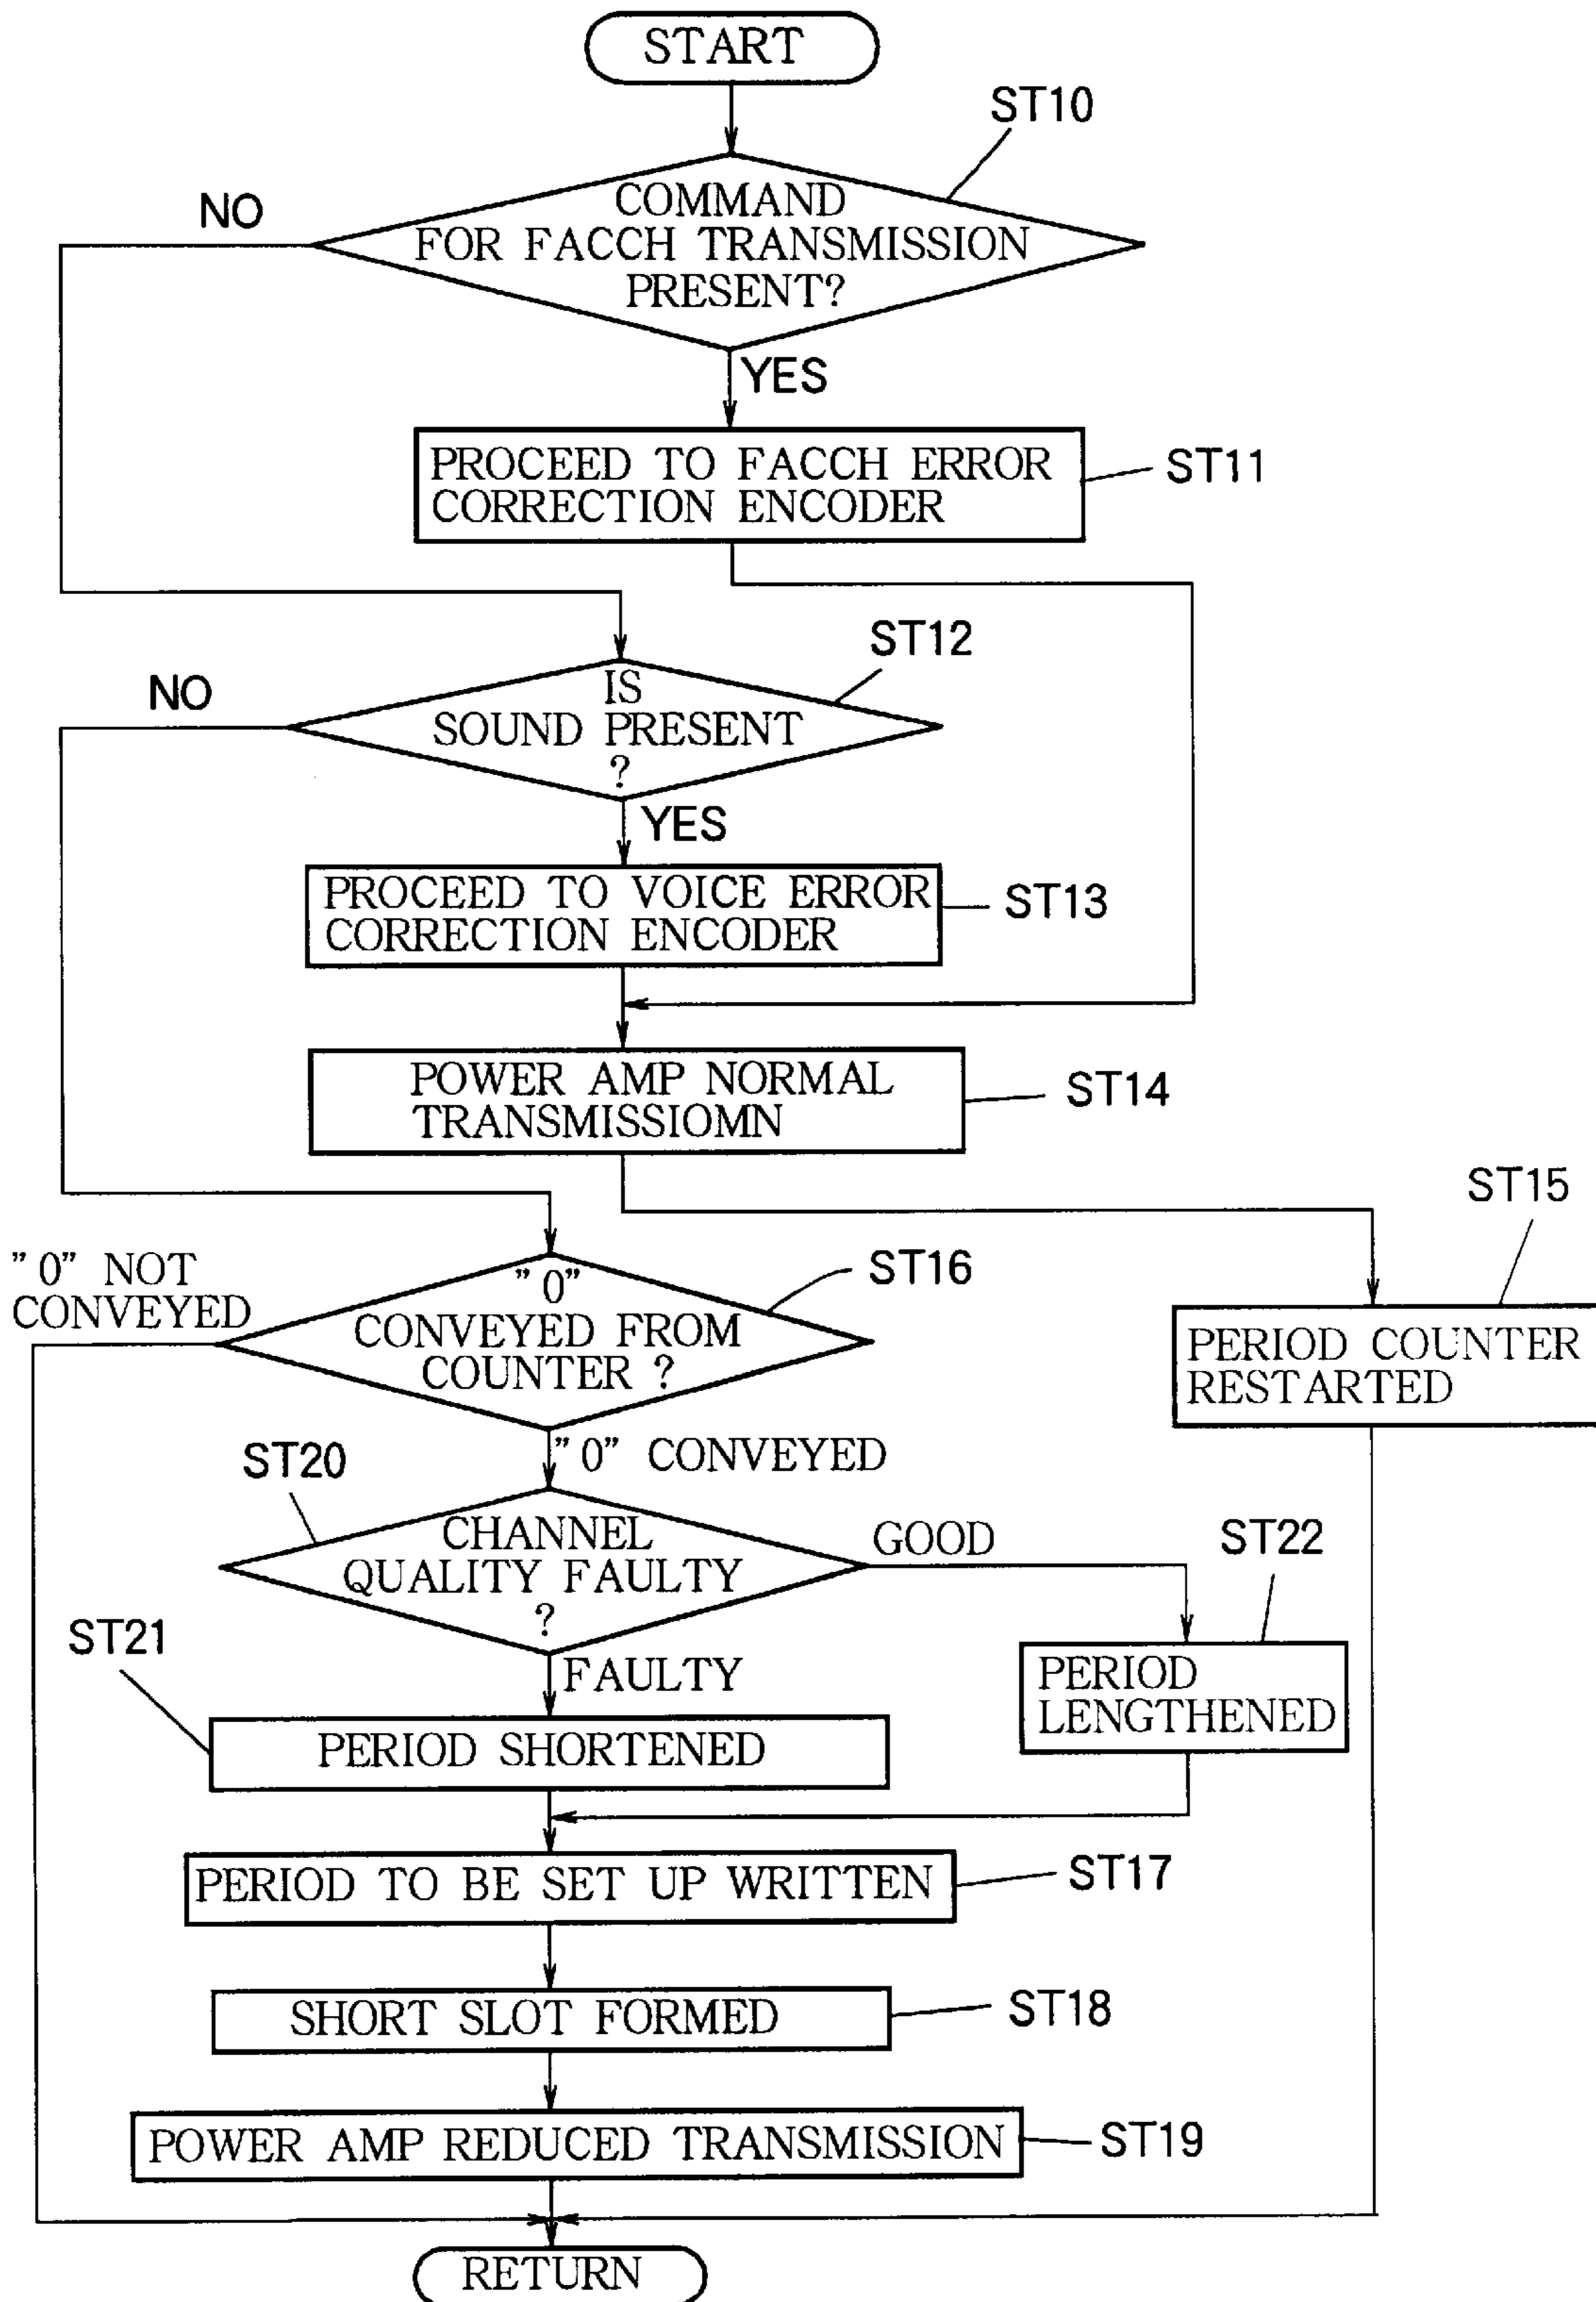 START
ST10
NO
COMMAND
FOR FACCH TRANSMISSION
PRESENT?
YES
PROCEED TO FACCH ERROR
CORRECTION ENCODER
ST11
ST12
NO
IS
SOUND PRESENT
?
YES
PROCEED TO VOICE ERROR
CORRECTION ENCODER
ST13
POWER AMP NORMAL
TRANSMISSIOMN
ST14
ST15
PERIOD COUNTER
RESTARTED
"0" NOT
CONVEYED
"0"
CONVEYED FROM
COUNTER ?
ST16
"0" CONVEYED
ST20
CHANNEL
QUALITY FAULTY
?
GOOD
ST22
PERIOD
LENGTHENED
ST21
FAULTY
PERIOD SHORTENED
PERIOD TO BE SET UP WRITTEN
ST17
SHORT SLOT FORMED
ST18
POWER AMP REDUCED TRANSMISSION
ST19
RETURN